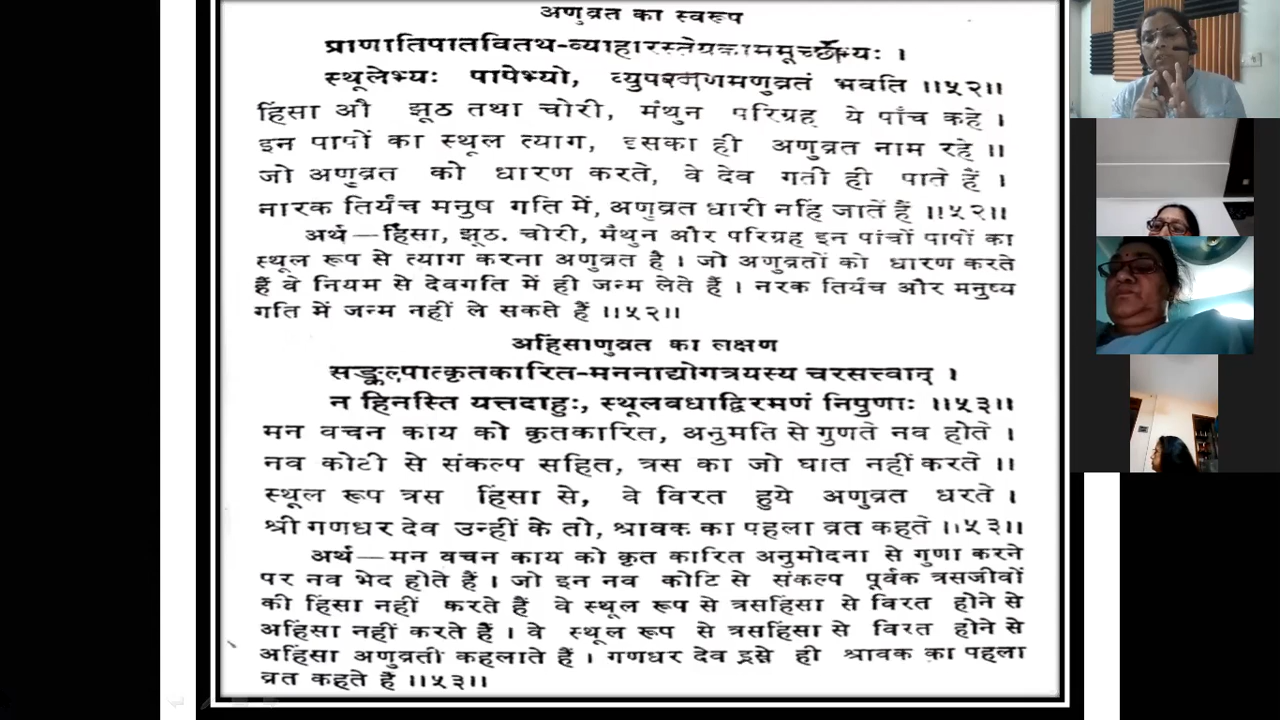 अणुव्रत का स्वरूप
प्राणातिपातवितथ-व्याहारस्तेयकाममूर्च्छेभ्यः ।
स्थूलेभ्यः पापेभ्यो, व्युपरमणमणुव्रतं भवति ॥५२॥
हिंसा औ झूठ तथा चोरी, मैथुन परिग्रह ये पाँच कहे ।
इन पापों का स्थूल त्याग, इसका ही अणुव्रत नाम रहे ॥
जो अणुव्रत को धारण करते, वे देव गती ही पाते हैं ।
नारक तिर्यंच मनुष गति में, अणुव्रत धारी नहिं जातें हैं ॥५२॥
अर्थ—हिंसा, झूठ. चोरी, मैथुन और परिग्रह इन पांचों पापों का
स्थूल रूप से त्याग करना अणुव्रत है । जो अणुव्रतों को धारण करते
हैं वे नियम से देवगति में ही जन्म लेते हैं । नरक तिर्यंच और मनुष्य
गति में जन्म नहीं ले सकते हैं ॥५२॥
अहिंसाणुव्रत का लक्षण
सङ्कल्पात्कृतकारित-मननाद्योगत्रयस्य चरसत्त्वान् ।
न हिनस्ति यत्तदाहुः, स्थूलवधाद्विरमणं निपुणाः ॥५३॥
मन वचन काय को कृतकारित, अनुमति से गुणते नव होते ।
नव कोटी से संकल्प सहित, त्रस का जो घात नहीं करते ॥
स्थूल रूप त्रस हिंसा से, वे विरत हुये अणुव्रत धरते ।
श्री गणधर देव उन्हीं के तो, श्रावक का पहला व्रत कहते ॥५३॥
अर्थ—मन वचन काय को कृत कारित अनुमोदना से गुणा करने
पर नव भेद होते हैं । जो इन नव कोटि से संकल्प पूर्वक त्रसजीवों
की हिंसा नहीं करते हैं वे स्थूल रूप से त्रसहिंसा से विरत होने से
अहिंसा नहीं करते हैं । वे स्थूल रूप से त्रसहिंसा से विरत होने से
अहिंसा अणुव्रती कहलाते हैं । गणधर देव इसे ही श्रावक का पहला
व्रत कहते हैं ॥५३॥